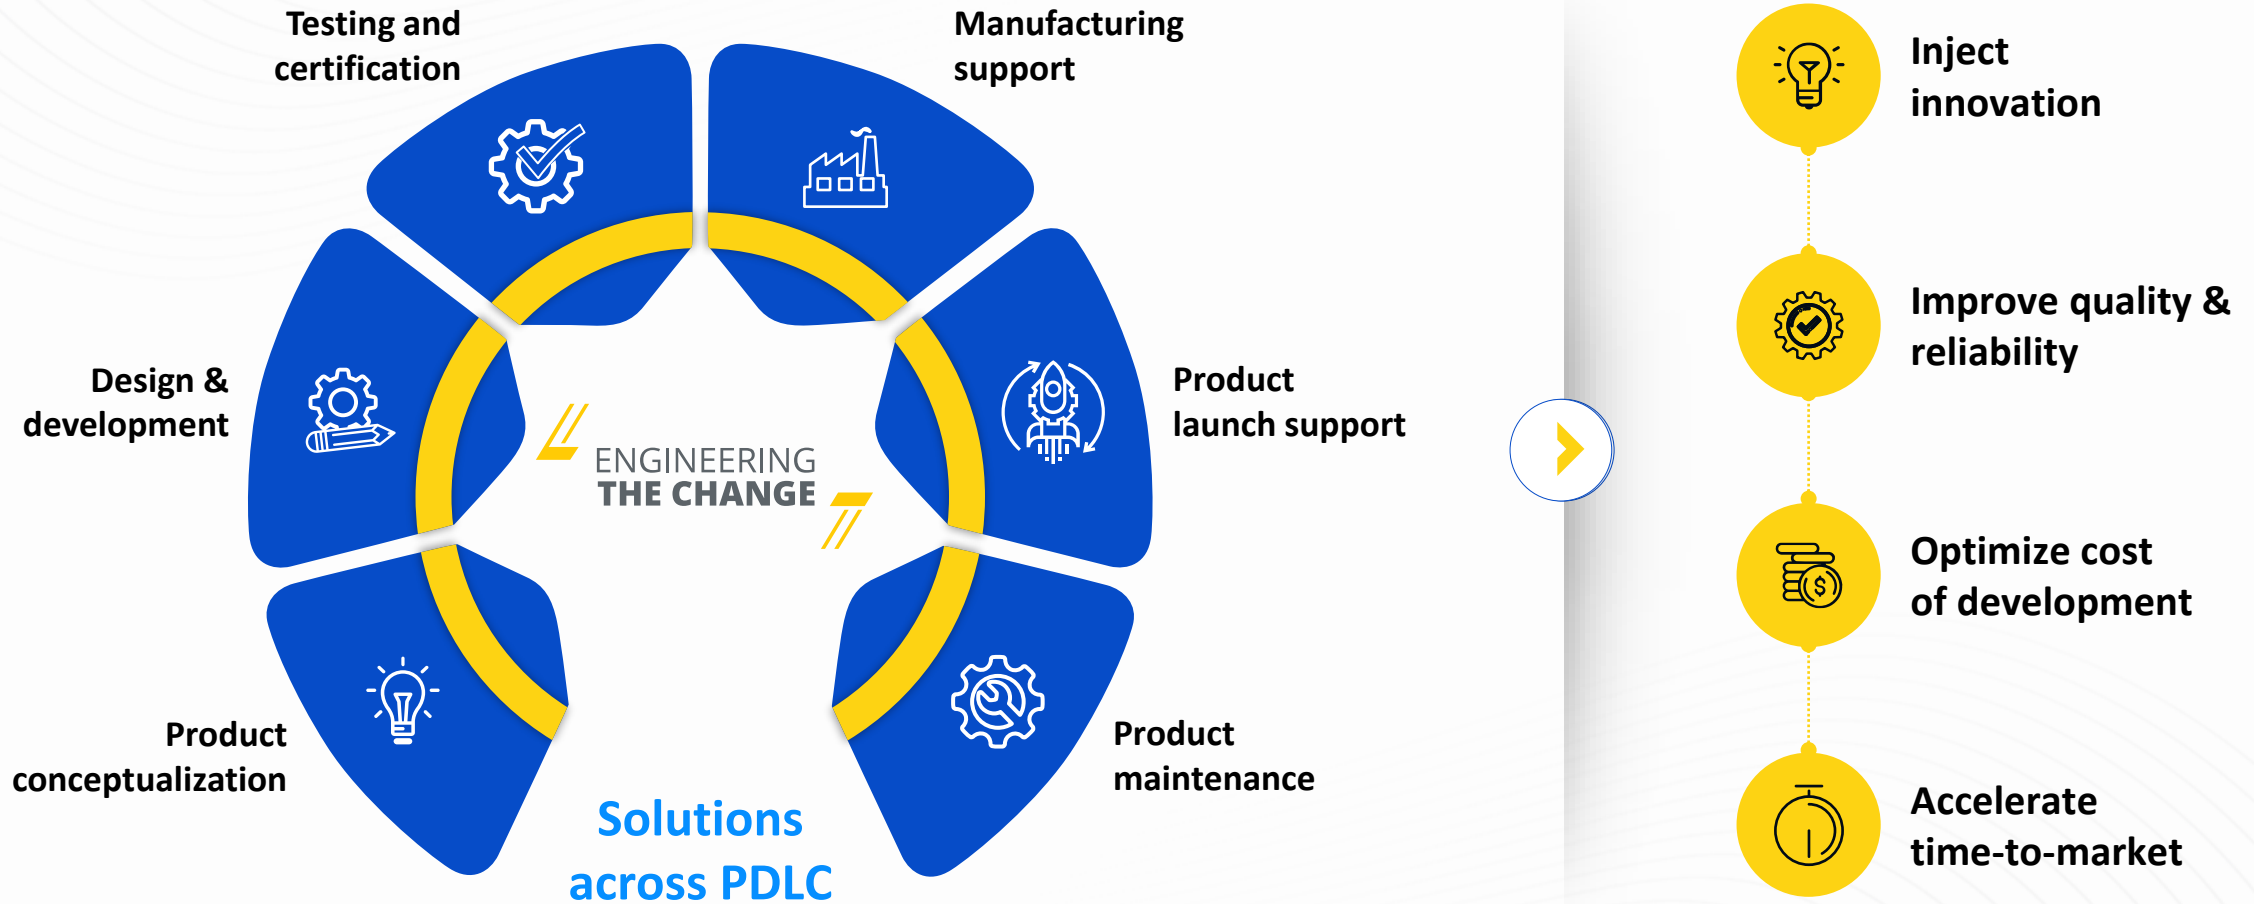 Testing and
certification
Manufacturing
support
Design &
development
Product
launch support
Product
conceptualization
Product
maintenance
ENGINEERING
THE CHANGE
Solutions
across PDLC
Inject
innovation
Improve quality &
reliability
Optimize cost
of development
Accelerate
time-to-market